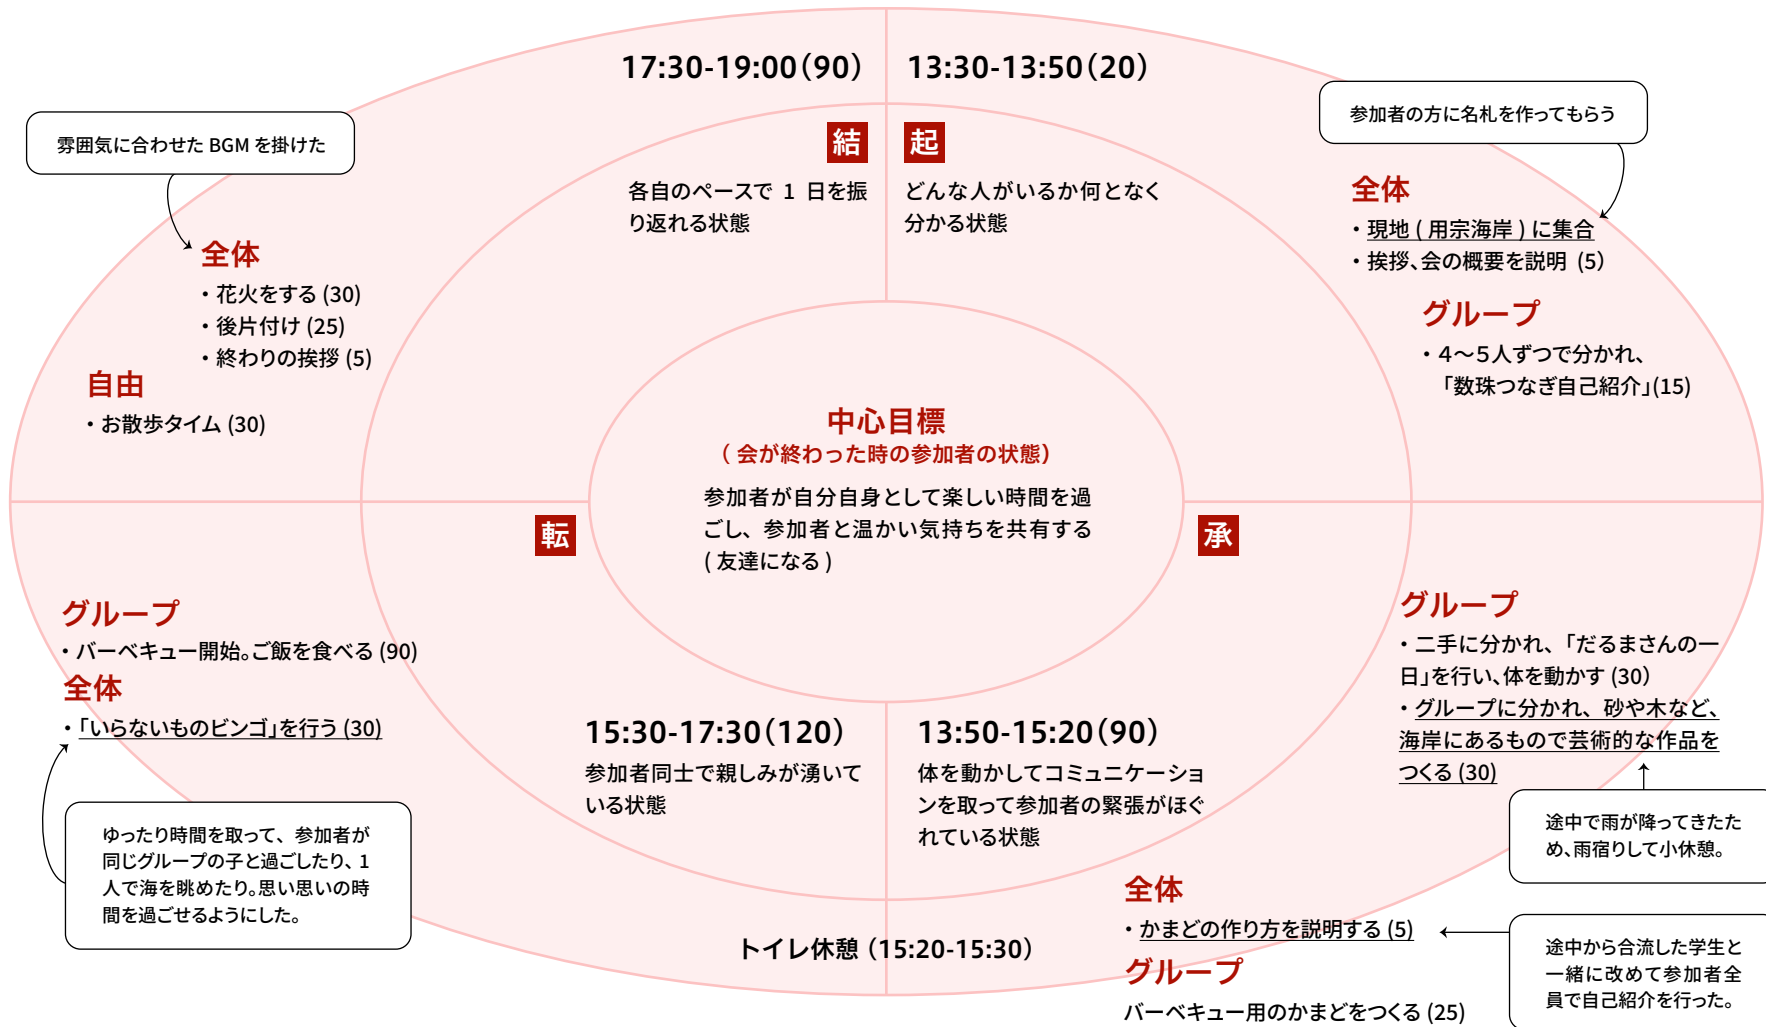 17:30-19:00(90)
13:30-13:50(20)
雰囲気に合わせた BGM を掛けた
参加者の方に名札を作ってもらう
結
起
各自のペースで 1 日を振
り返れる状態
どんな人がいるか何となく
分かる状態
全体
・花火をする (30)
・後片付け (25)
・終わりの挨拶 (5)
自由
・お散歩タイム (30)
全体
・現地 ( 用宗海岸 ) に集合
・挨拶、会の概要を説明 (5)
グループ
・4～5人ずつで分かれ、
「数珠つなぎ自己紹介」(15)
中心目標
( 会が終わった時の参加者の状態)
参加者が自分自身として楽しい時間を過
ごし、参加者と温かい気持ちを共有する
( 友達になる )
転
承
グループ
・バーベキュー開始。ご飯を食べる (90)
全体
・「いらないものビンゴ」を行う (30)
グループ
・二手に分かれ、「だるまさんの一
日」を行い、体を動かす (30)
・グループに分かれ、砂や木など、
海岸にあるもので芸術的な作品を
つくる (30)
15:30-17:30(120)
参加者同士で親しみが湧いて
いる状態
13:50-15:20(90)
体を動かしてコミュニケーショ
ンを取って参加者の緊張がほぐ
れている状態
ゆったり時間を取って、参加者が
同じグループの子と過ごしたり、1
人で海を眺めたり。思い思いの時
間を過ごせるようにした。
途中で雨が降ってきたた
め、雨宿りして小休憩。
トイレ休憩 (15:20-15:30)
全体
・かまどの作り方を説明する (5)
グループ
バーベキュー用のかまどをつくる (25)
途中から合流した学生と
一緒に改めて参加者全
員で自己紹介を行った。